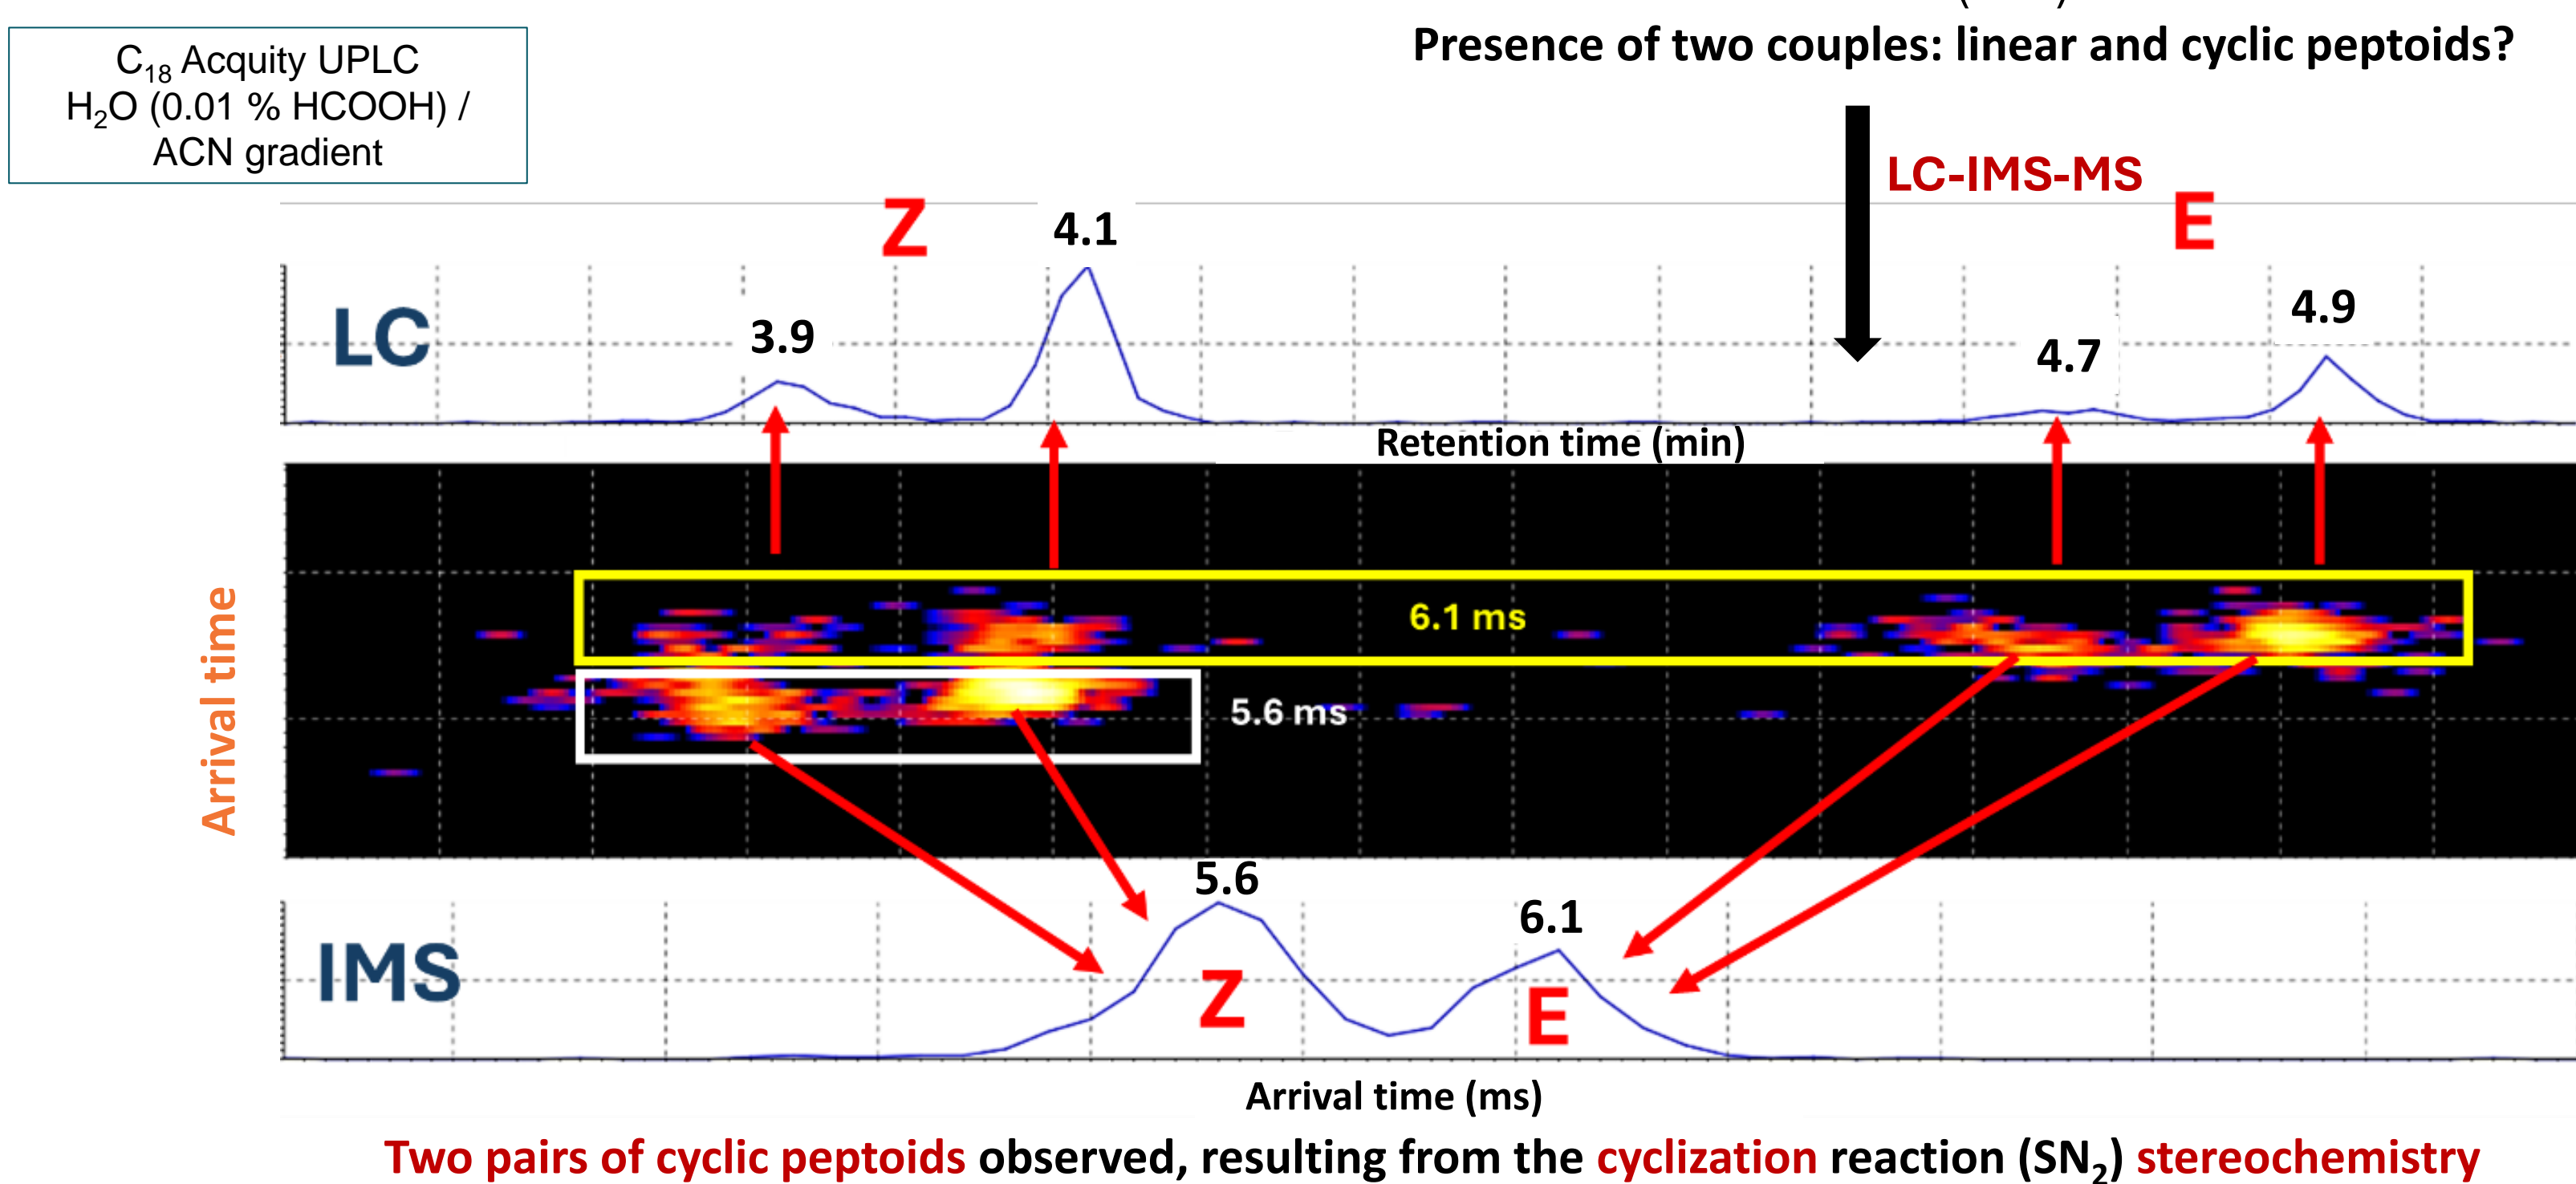 Presence of two couples: linear and cyclic peptoids?
C18 Acquity UPLC
H2O (0.01 % HCOOH) /
ACN gradient
LC-IMS-MS
Z
E
4.1
3.9
4.9
4.7
LC
Retention time (min)
Arrival time
6.1 ms
5.6 ms
5.6
6.1
IMS
Z
E
Arrival time (ms)
Two pairs of cyclic peptoids observed, resulting from the cyclization reaction (SN2) stereochemistry